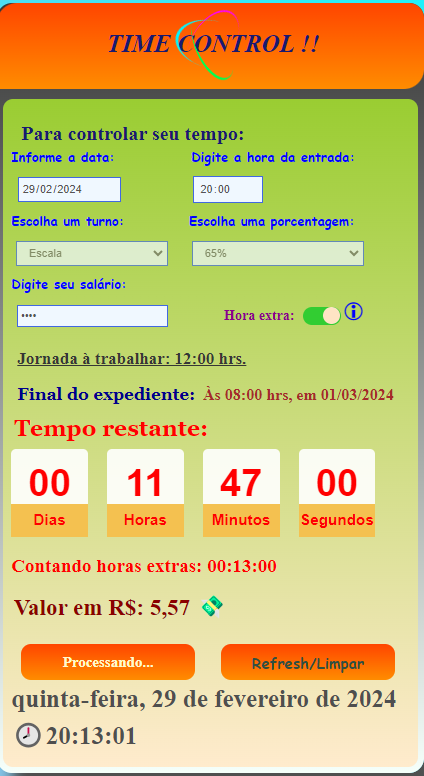 TIME CONTROL !!
Para controlar seu tempo:
Informe a data: Digite a hora da entrada:
29/02/2024 20:00
Escolha um turno: Escolha uma porcentagem:
Escala 65%
Digite seu salário:
•••• Hora extra:
Jornada à trabalhar: 12:00 hrs.
Final do expediente: Às 08:00 hrs, em 01/03/2024
Tempo restante:
00 11 47 00
Dias Horas Minutos Segundos
Contando horas extras: 00:13:00
Valor em R$: 5,57
Processando... Refresh/Limpar
quinta-feira, 29 de fevereiro de 2024
20:13:01